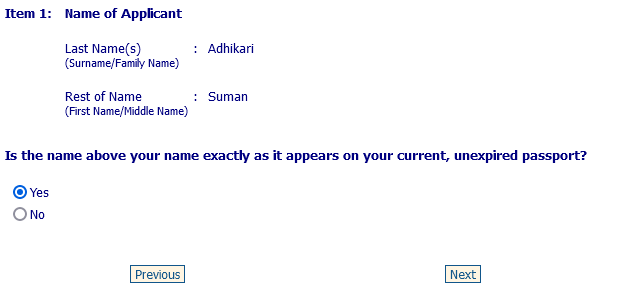 Item 1: Name of Applicant
Last Name(s) : Adhikari
(Surname/Family Name)
Rest of Name : Suman
(First Name/Middle Name)
Is the name above your name exactly as it appears on your current, unexpired passport?
Yes
No
Previous Next